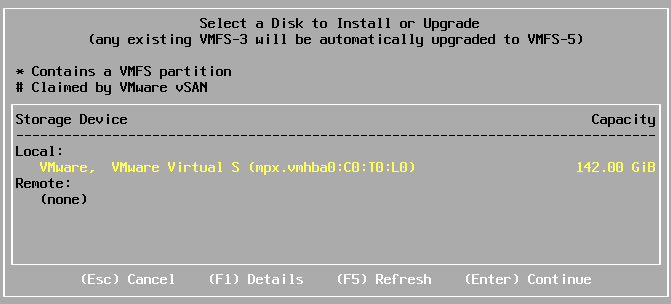 Select a Disk to Install or Upgrade
(any existing VMFS-3 will be automatically upgraded to VMFS-5)
* Contains a VMFS partition
# Claimed by VMware vSAN
Storage Device Capacity
Local:
VMware, VMware Virtual S (mpx.vmhba0:C0:T0:L0) 142.00 GiB
Remote:
(none)
(Esc) Cancel (F1) Details (F5) Refresh (Enter) Continue